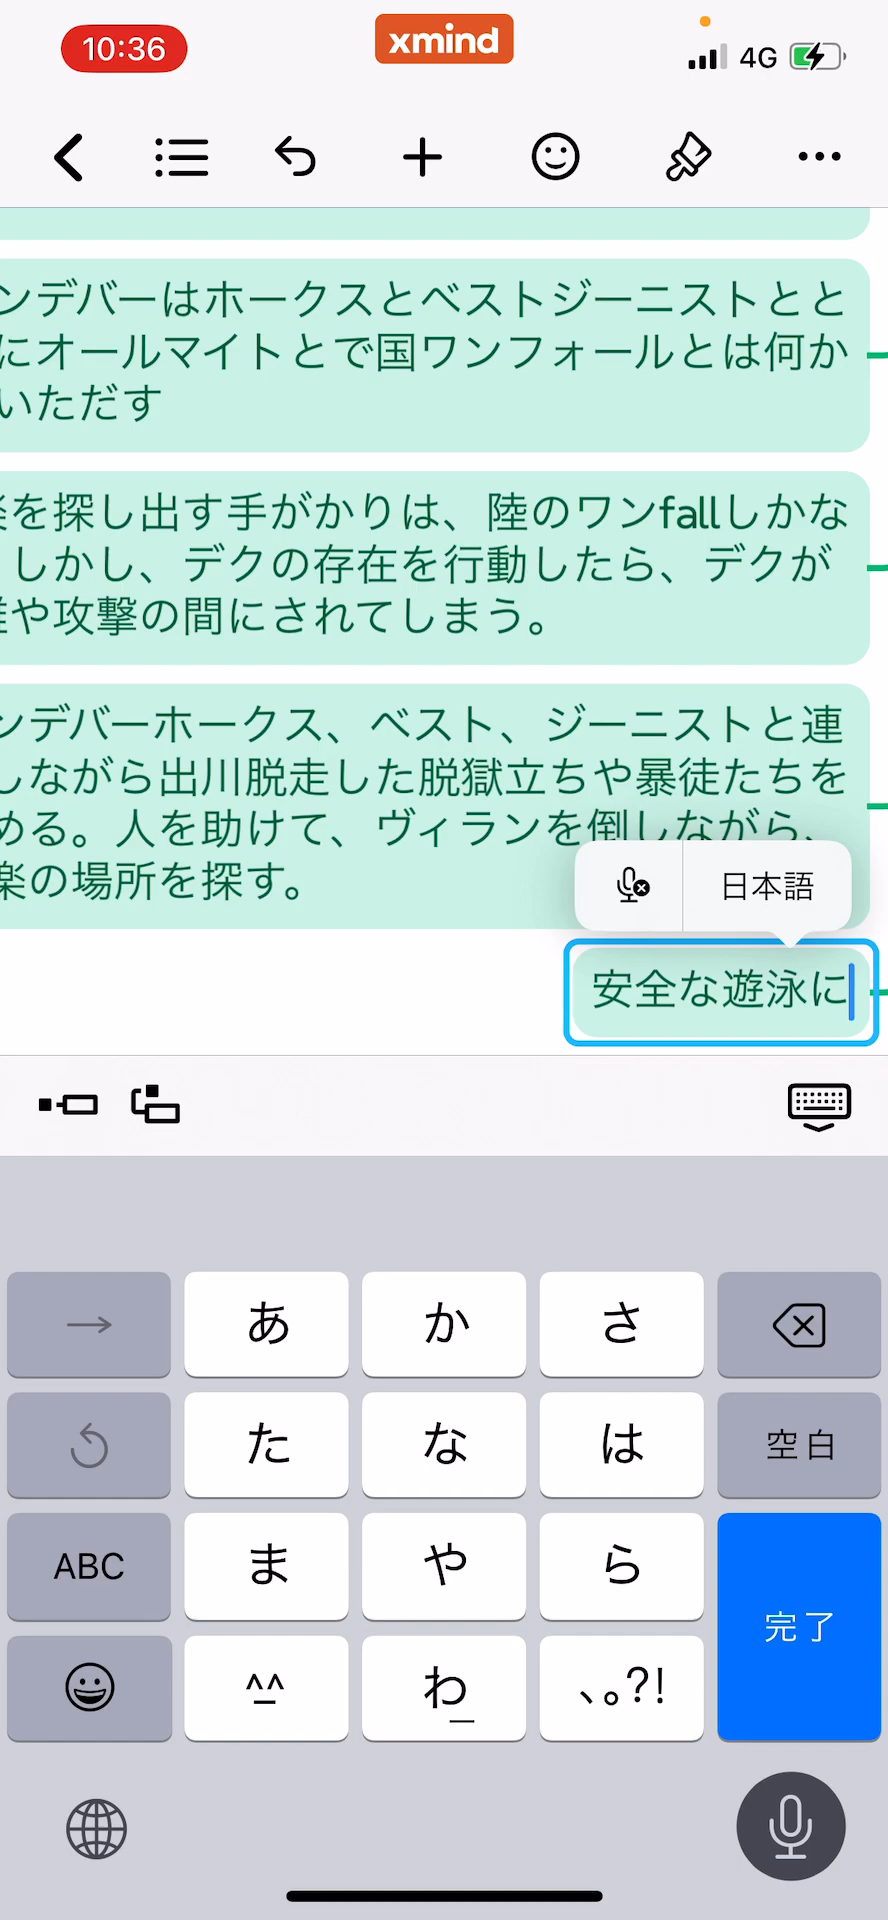 10:36
xmind
4G
ンデバーはホークスとベストジーニストとと
にオールマイトとで国ワンフォールとは何か
いただす
を探し出す手がかりは、陸のワンfallしかな
しかし、デクの存在を行動したら、デクが
や攻撃の間にされてしまう。
ンデバーホークス、ベスト、ジーニストと連
しながら出川脱走した脱獄立ちや暴徒たちを
める。人を助けて、ヴィランを倒しながら、
楽の場所を探す。
日本語
安全な遊泳に
→ あ か さ
た な は 空白
ABC ま や ら
完了
^^ わ 、。?!